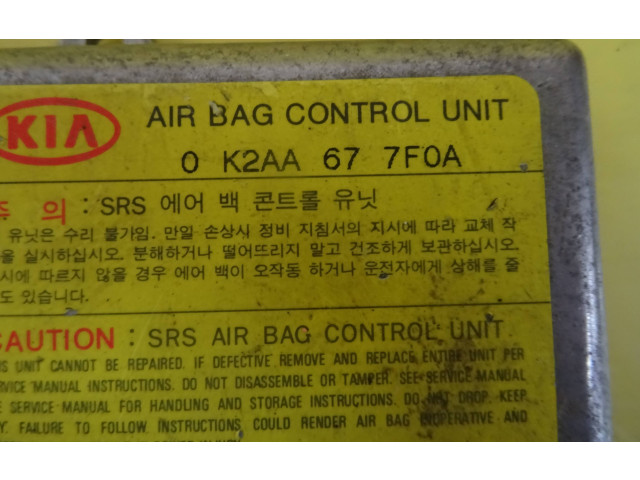 KIA
AIR BAG CONTROL UNIT
0 K2AA 67 7F0A
의 : SRS 에어 백 콘트롤 유닛
유닛은 수리 불가임. 만일 손상시 정비 지침서의 지시에 따라 교체 작
을 실시하십시오. 분해하거나 떨어뜨리지 말고 건조하게 보관하십시오.
시에 따르지 않을 경우 에어 백이 오작동 하거나 운전자에게 상해를 줄
도 있습니다.
CAUTION : SRS AIR BAG CONTROL UNIT
UNIT CANNOT BE REPAIRED. IF DEFECTIVE REMOVE AND REPLACE ENTIRE UNIT PER
MANUAL INSTRUCTIONS. DO NOT DISASSEMBLE OR TAMPER. SEE SERVICE MANUAL
SERVICE MANUAL FOR HANDLING AND STORAGE INSTRUCTIONS. DO NOT DROP. KEEP
FAILURE TO FOLLOW INSTRUCTIONS COULD RENDER AIR BAG INOPERATIVE AND